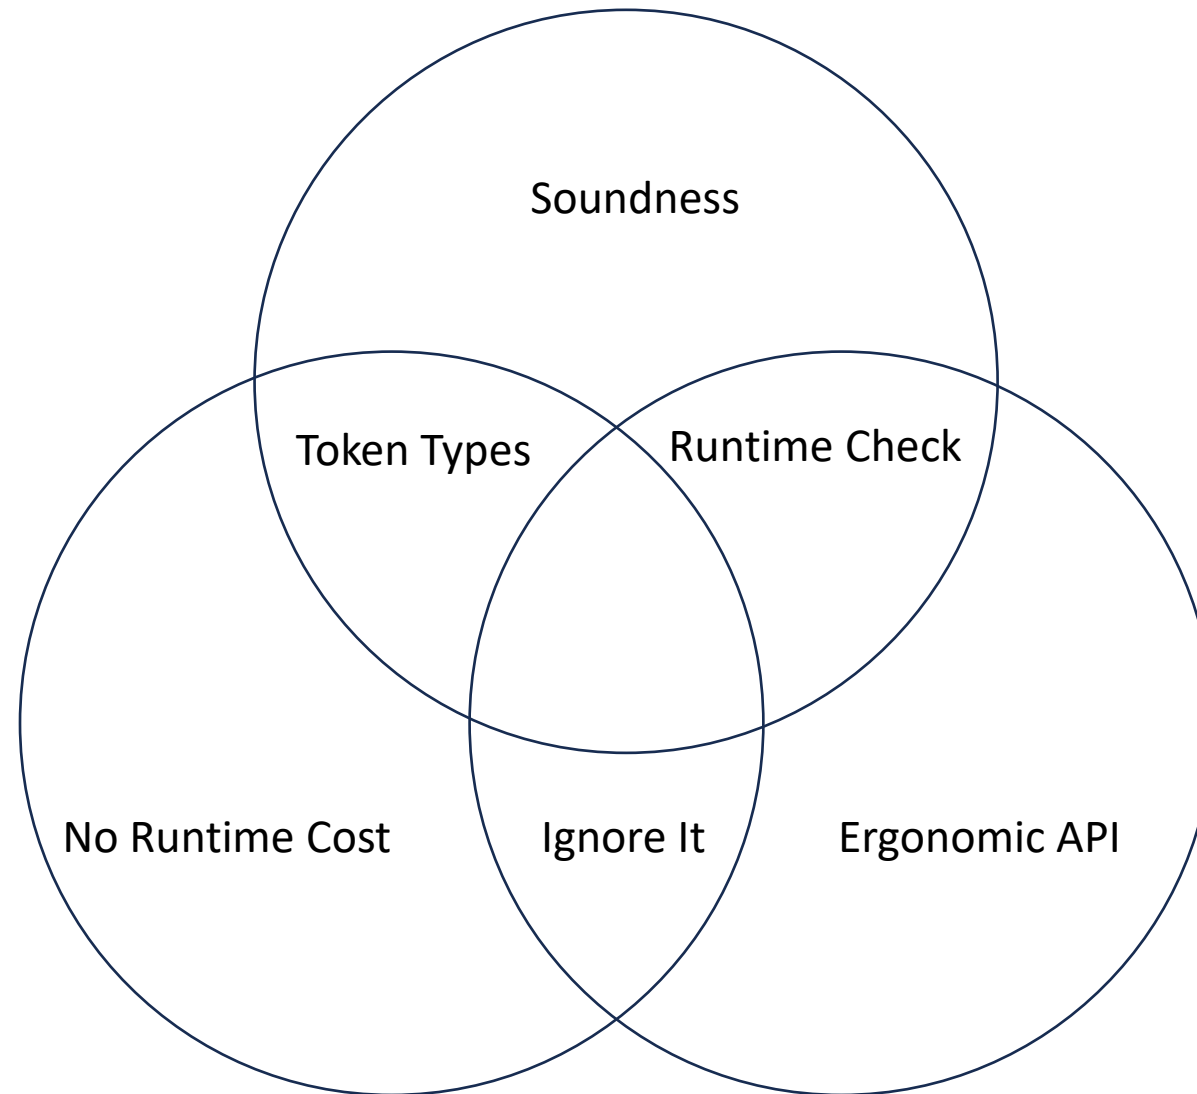 Soundness
Token Types
Runtime Check
No Runtime Cost
Ignore It
Ergonomic API